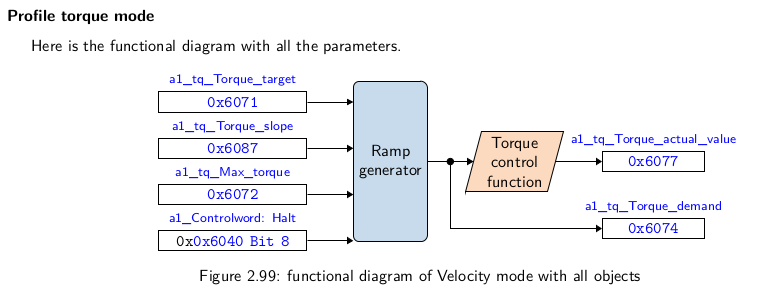 Profile torque mode
Here is the functional diagram with all the parameters.
a1_tq_Torque_target
0x6071
a1_tq_Torque_slope
0x6087
a1_tq_Max_torque
0x6072
a1_Controlword: Halt
0x0x6040 Bit 8
Ramp
generator
Torque
control
function
a1_tq_Torque_actual_value
0x6077
a1_tq_Torque_demand
0x6074
Figure 2.99: functional diagram of Velocity mode with all objects